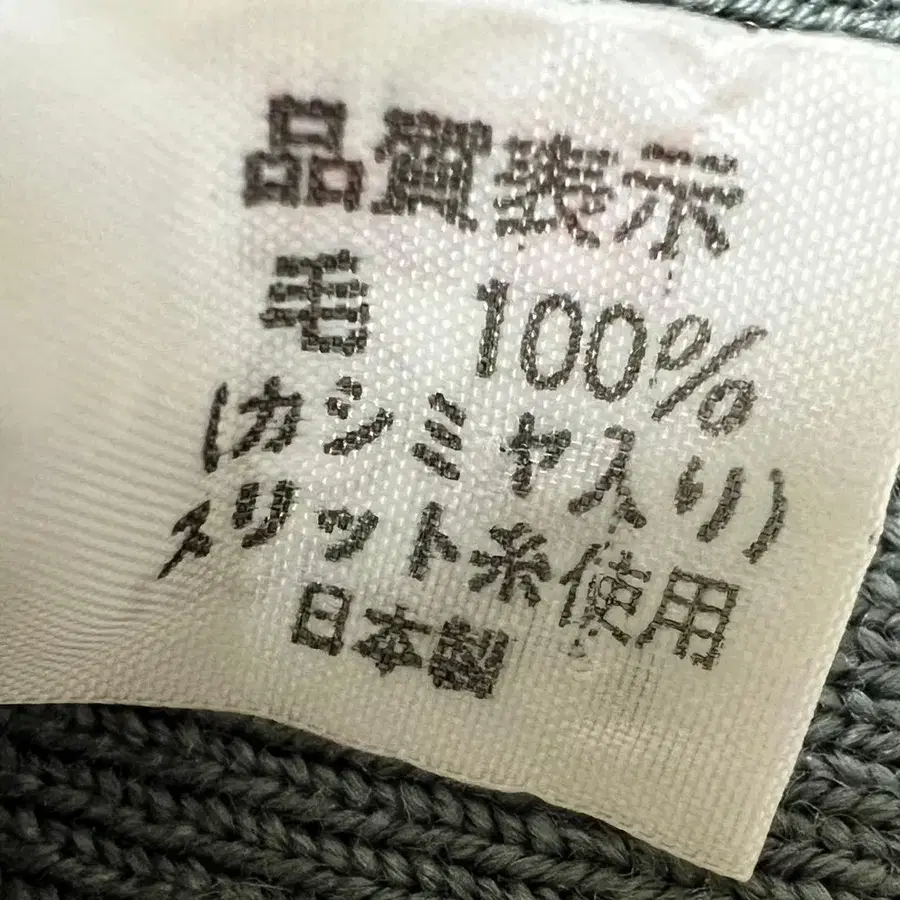 品質表示
毛 100%
(カシミヤ入り)
スリット糸使用
日本製